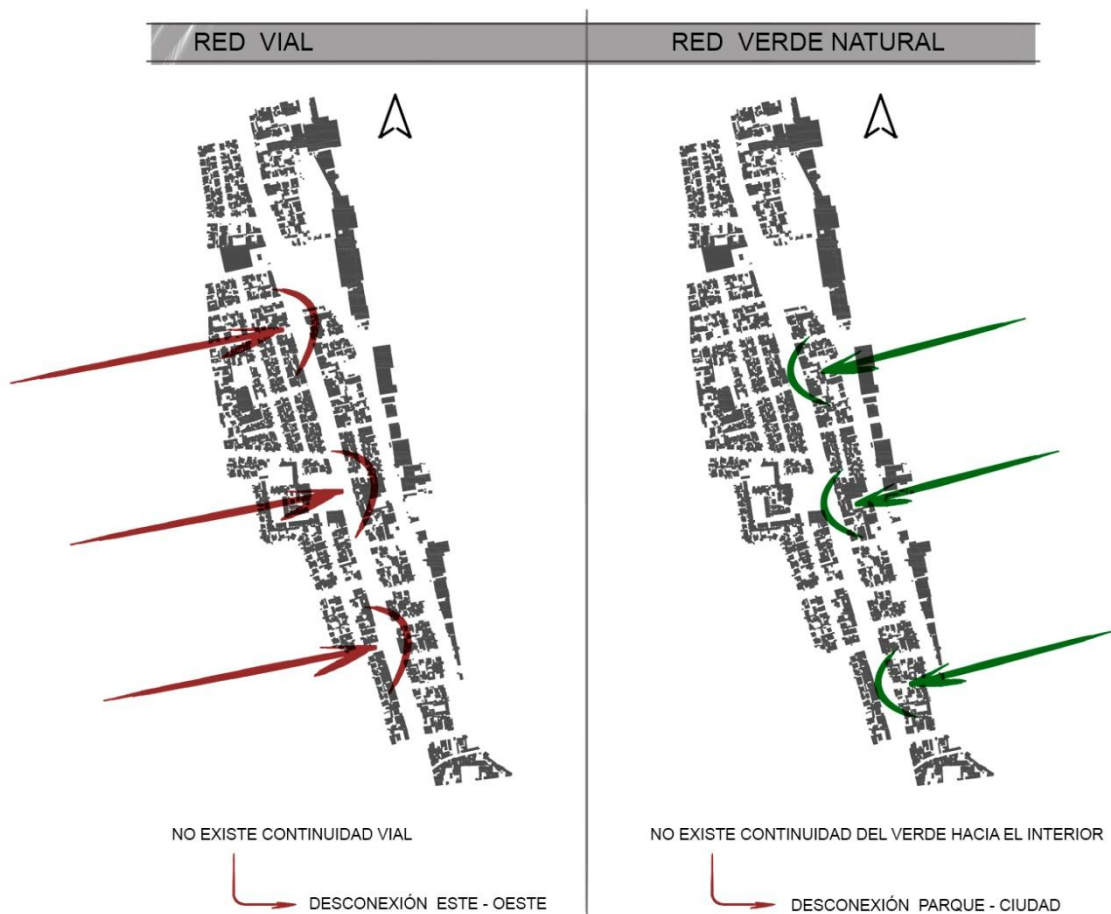 RED VIAL
RED VERDE NATURAL
NO EXISTE CONTINUIDAD VIAL
DESCONEXIÓN ESTE - OESTE
NO EXISTE CONTINUIDAD DEL VERDE HACIA EL INTERIOR
DESCONEXIÓN PARQUE - CIUDAD